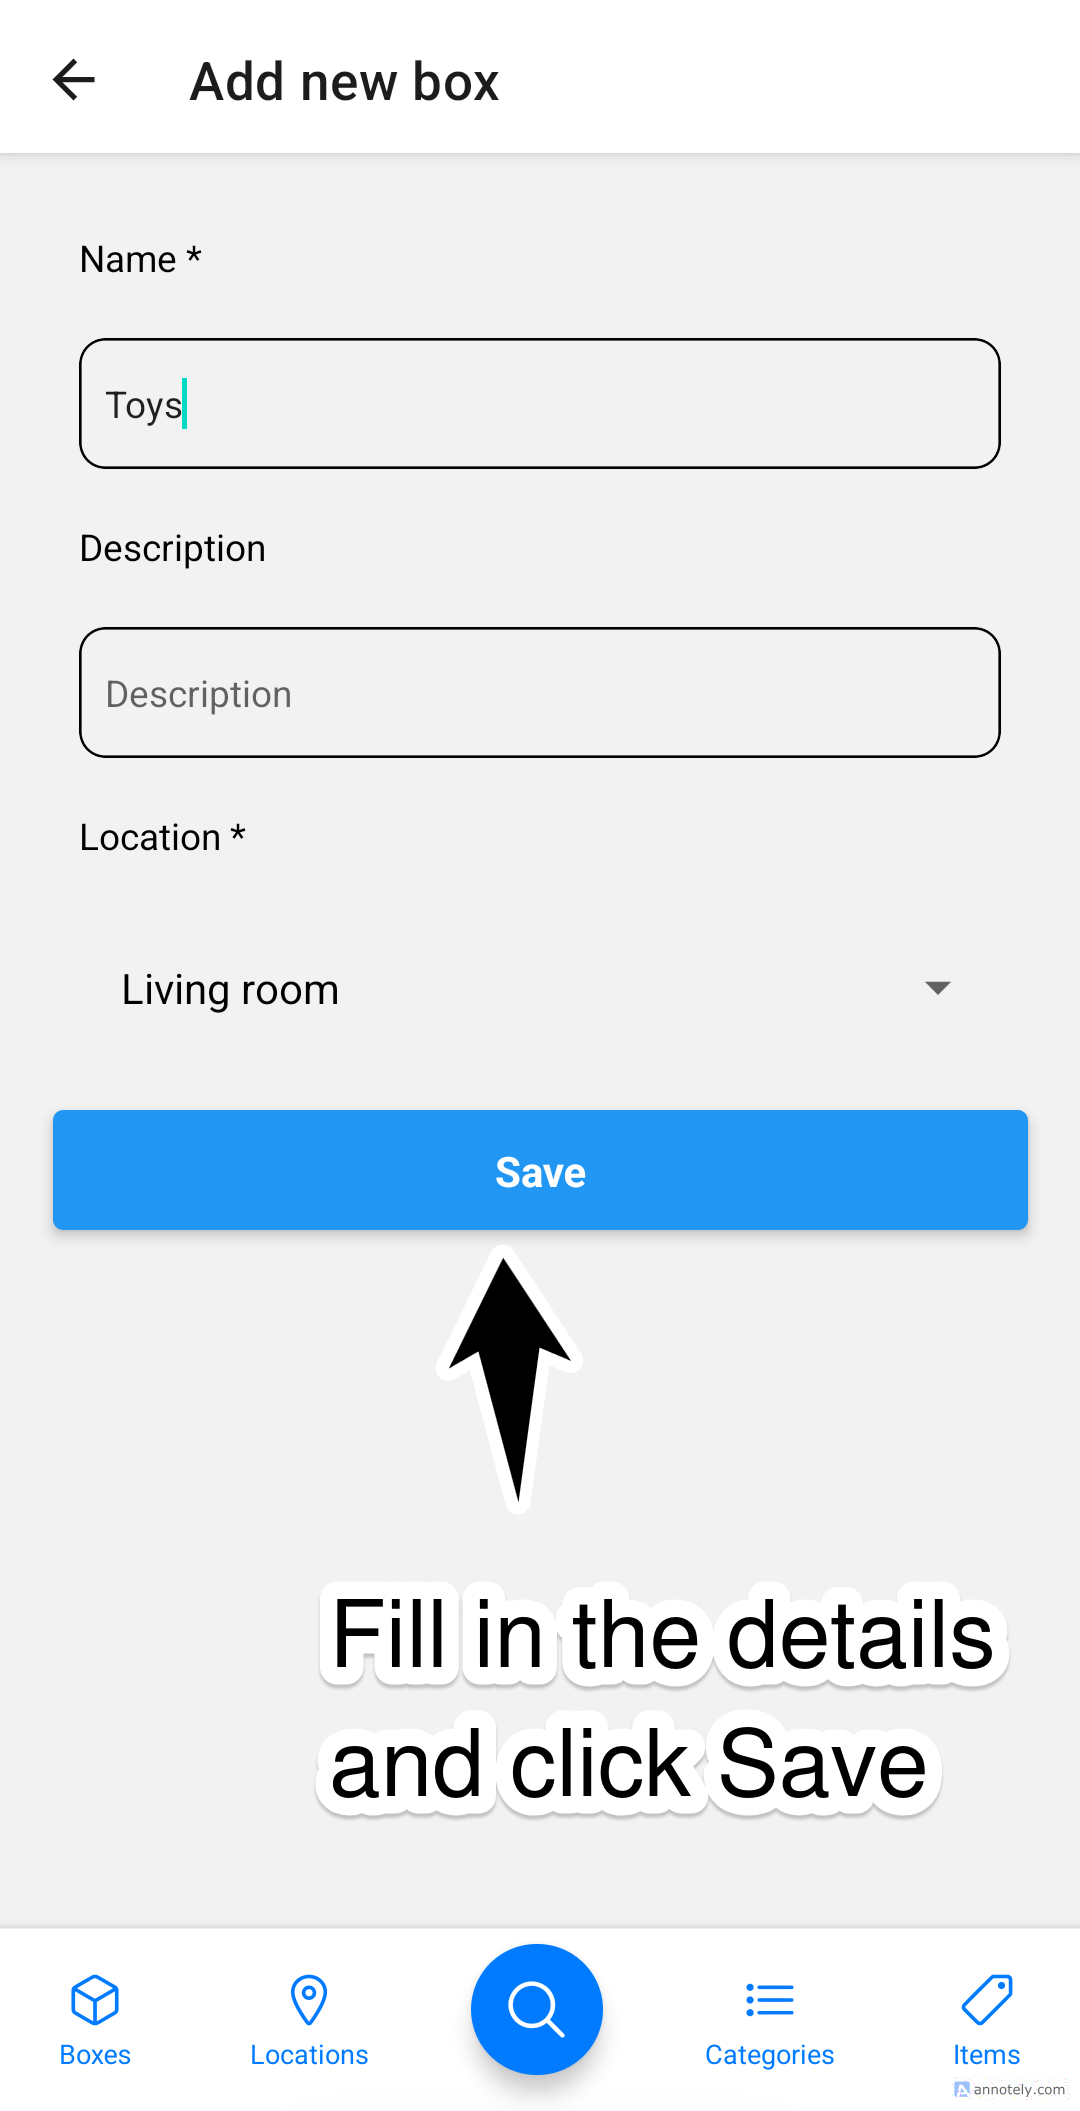 Add new box
Name *
Toys
Description
Description
Location *
Living room
Save
Fill in the details
and click Save
Boxes
Locations
Categories
Items
annotely.com